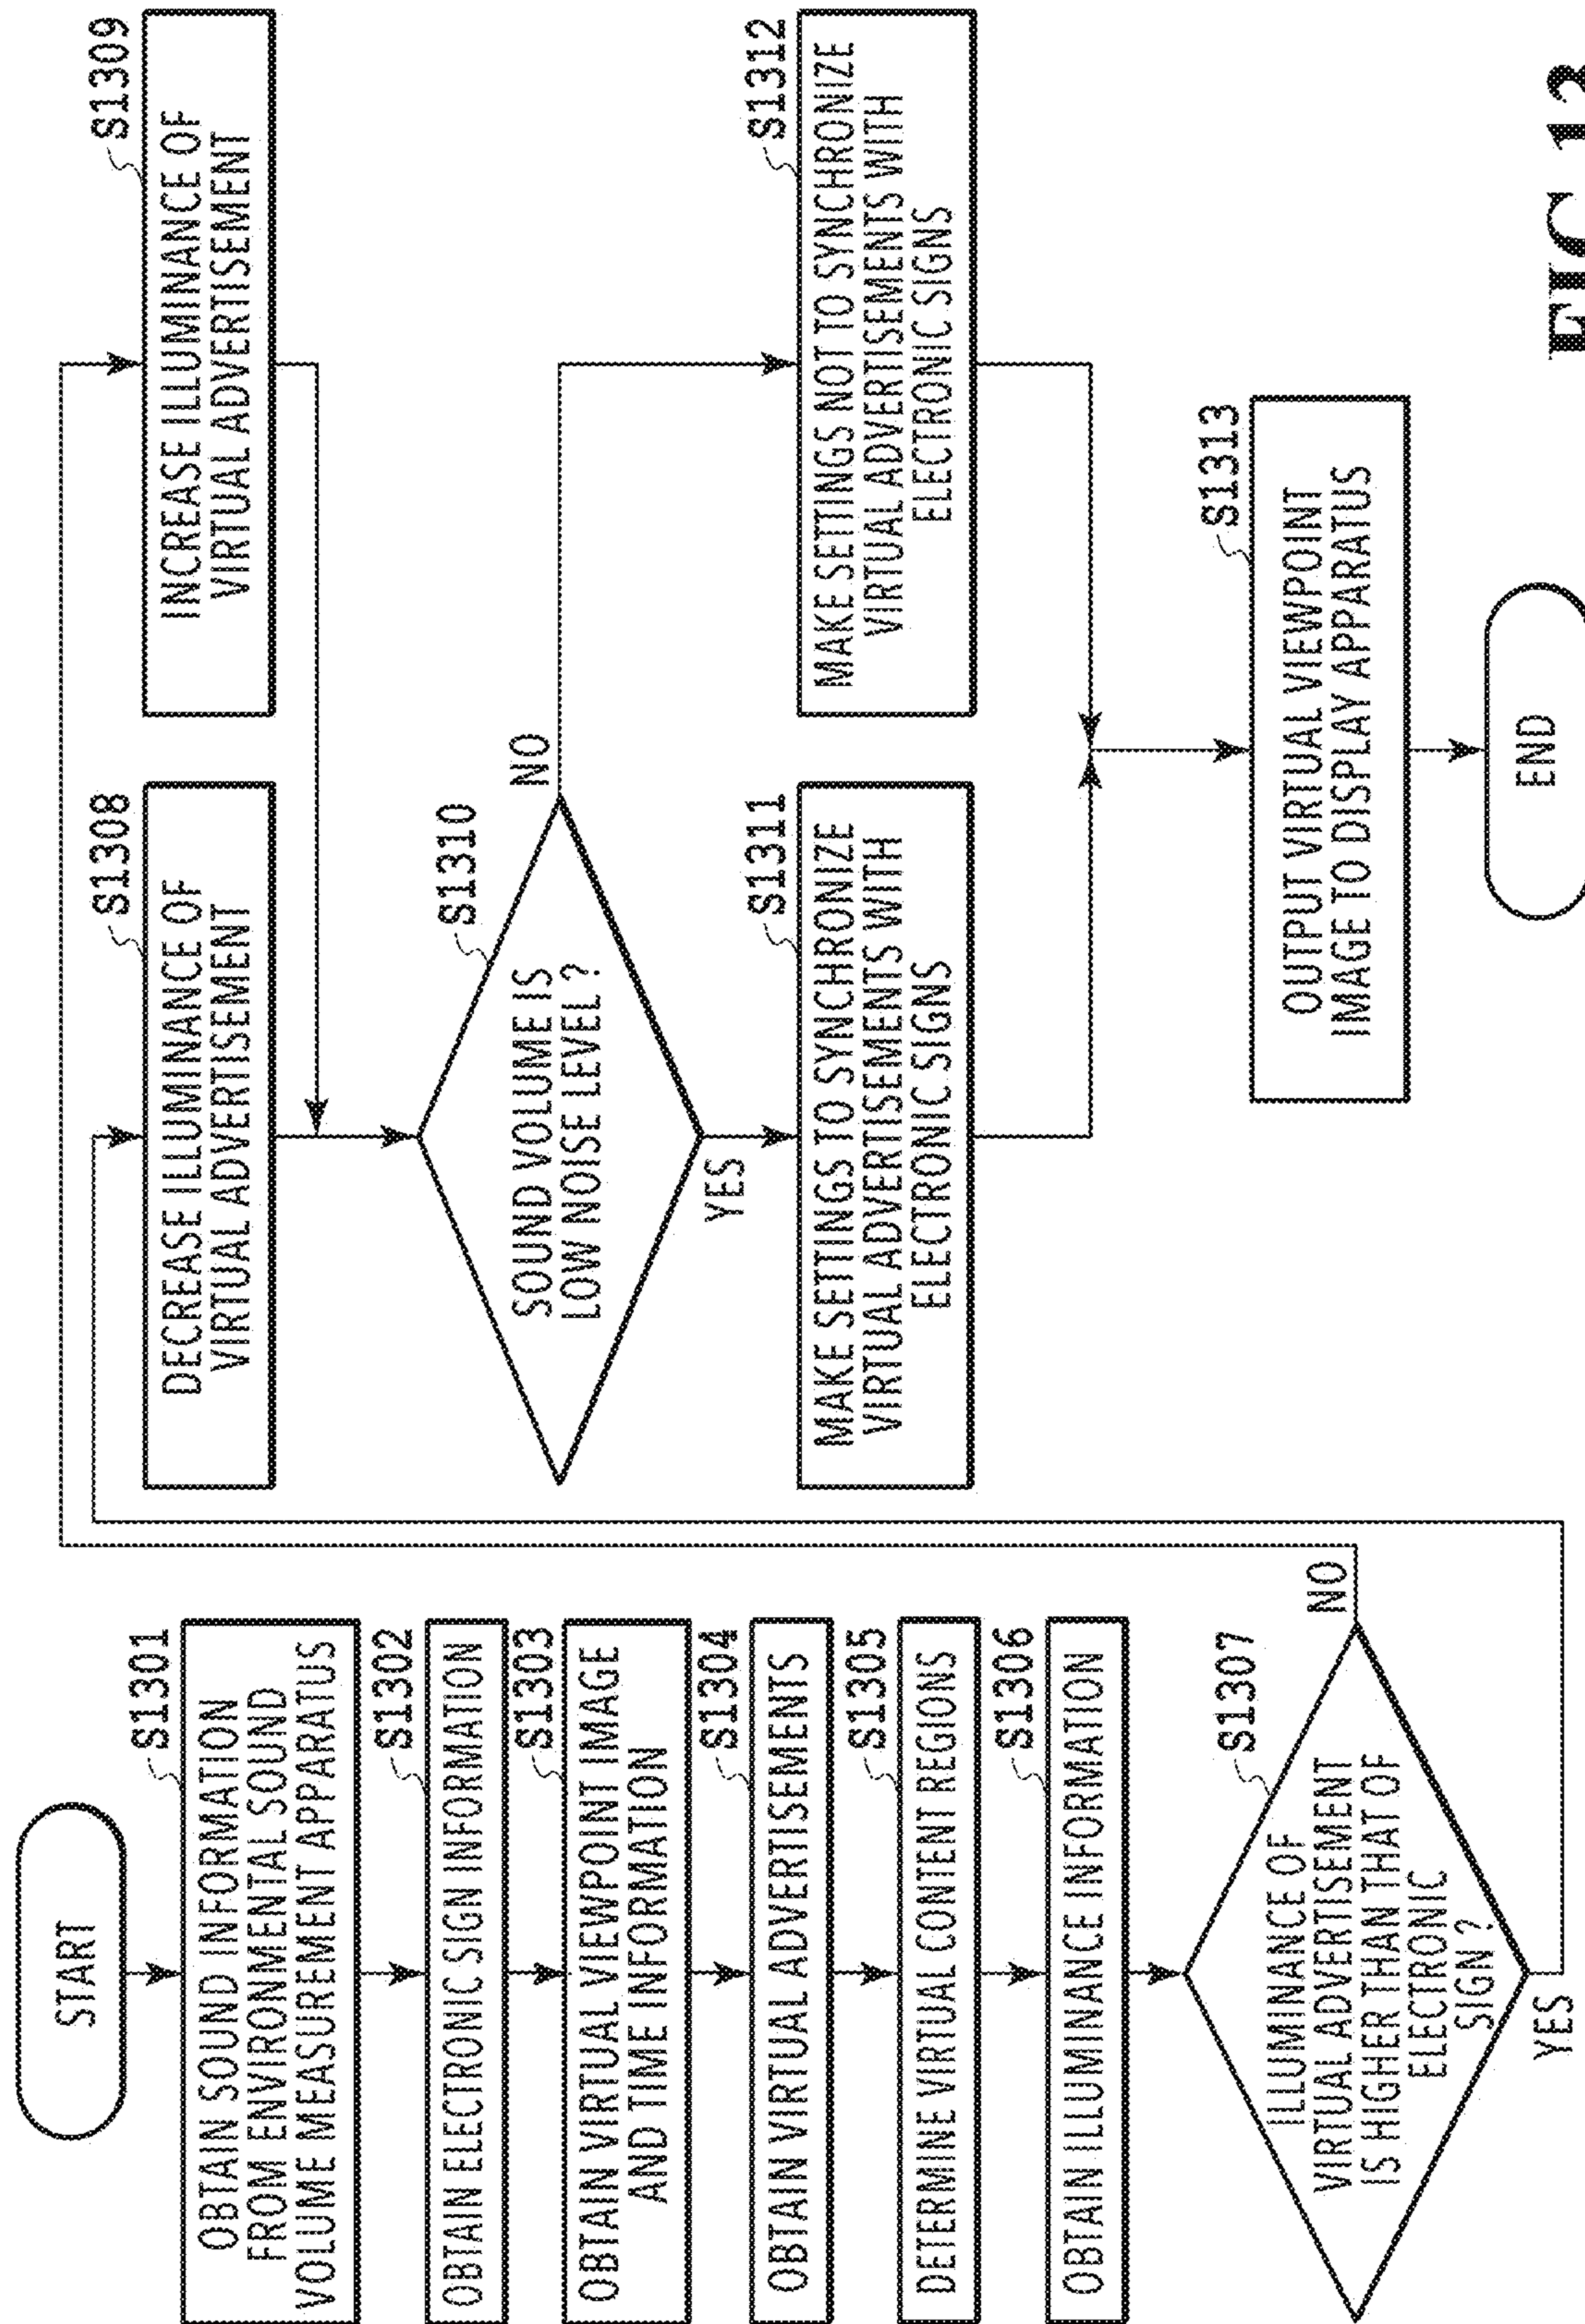 START
S1301
OBTAIN SOUND INFORMATION
FROM ENVIRONMENTAL SOUND
VOLUME MEASUREMENT APPARATUS
S1302
OBTAIN ELECTRONIC SIGN INFORMATION
S1303
OBTAIN VIRTUAL VIEWPOINT IMAGE
AND TIME INFORMATION
S1304
OBTAIN VIRTUAL ADVERTISEMENTS
S1305
DETERMINE VIRTUAL CONTENT REGIONS
S1306
OBTAIN ILLUMINANCE INFORMATION
S1307
ILLUMINANCE OF
VIRTUAL ADVERTISEMENT
IS HIGHER THAN THAT OF
ELECTRONIC
SIGN?
NO
YES
S1308
DECREASE ILLUMINANCE OF
VIRTUAL ADVERTISEMENT
S1309
INCREASE ILLUMINANCE OF
VIRTUAL ADVERTISEMENT
S1310
SOUND VOLUME IS
LOW NOISE LEVEL?
NO
YES
S1311
MAKE SETTINGS TO SYNCHRONIZE
VIRTUAL ADVERTISEMENTS WITH
ELECTRONIC SIGNS
S1312
MAKE SETTINGS NOT TO SYNCHRONIZE
VIRTUAL ADVERTISEMENTS WITH
ELECTRONIC SIGNS
S1313
OUTPUT VIRTUAL VIEWPOINT
IMAGE TO DISPLAY APPARATUS
END
FIG.13